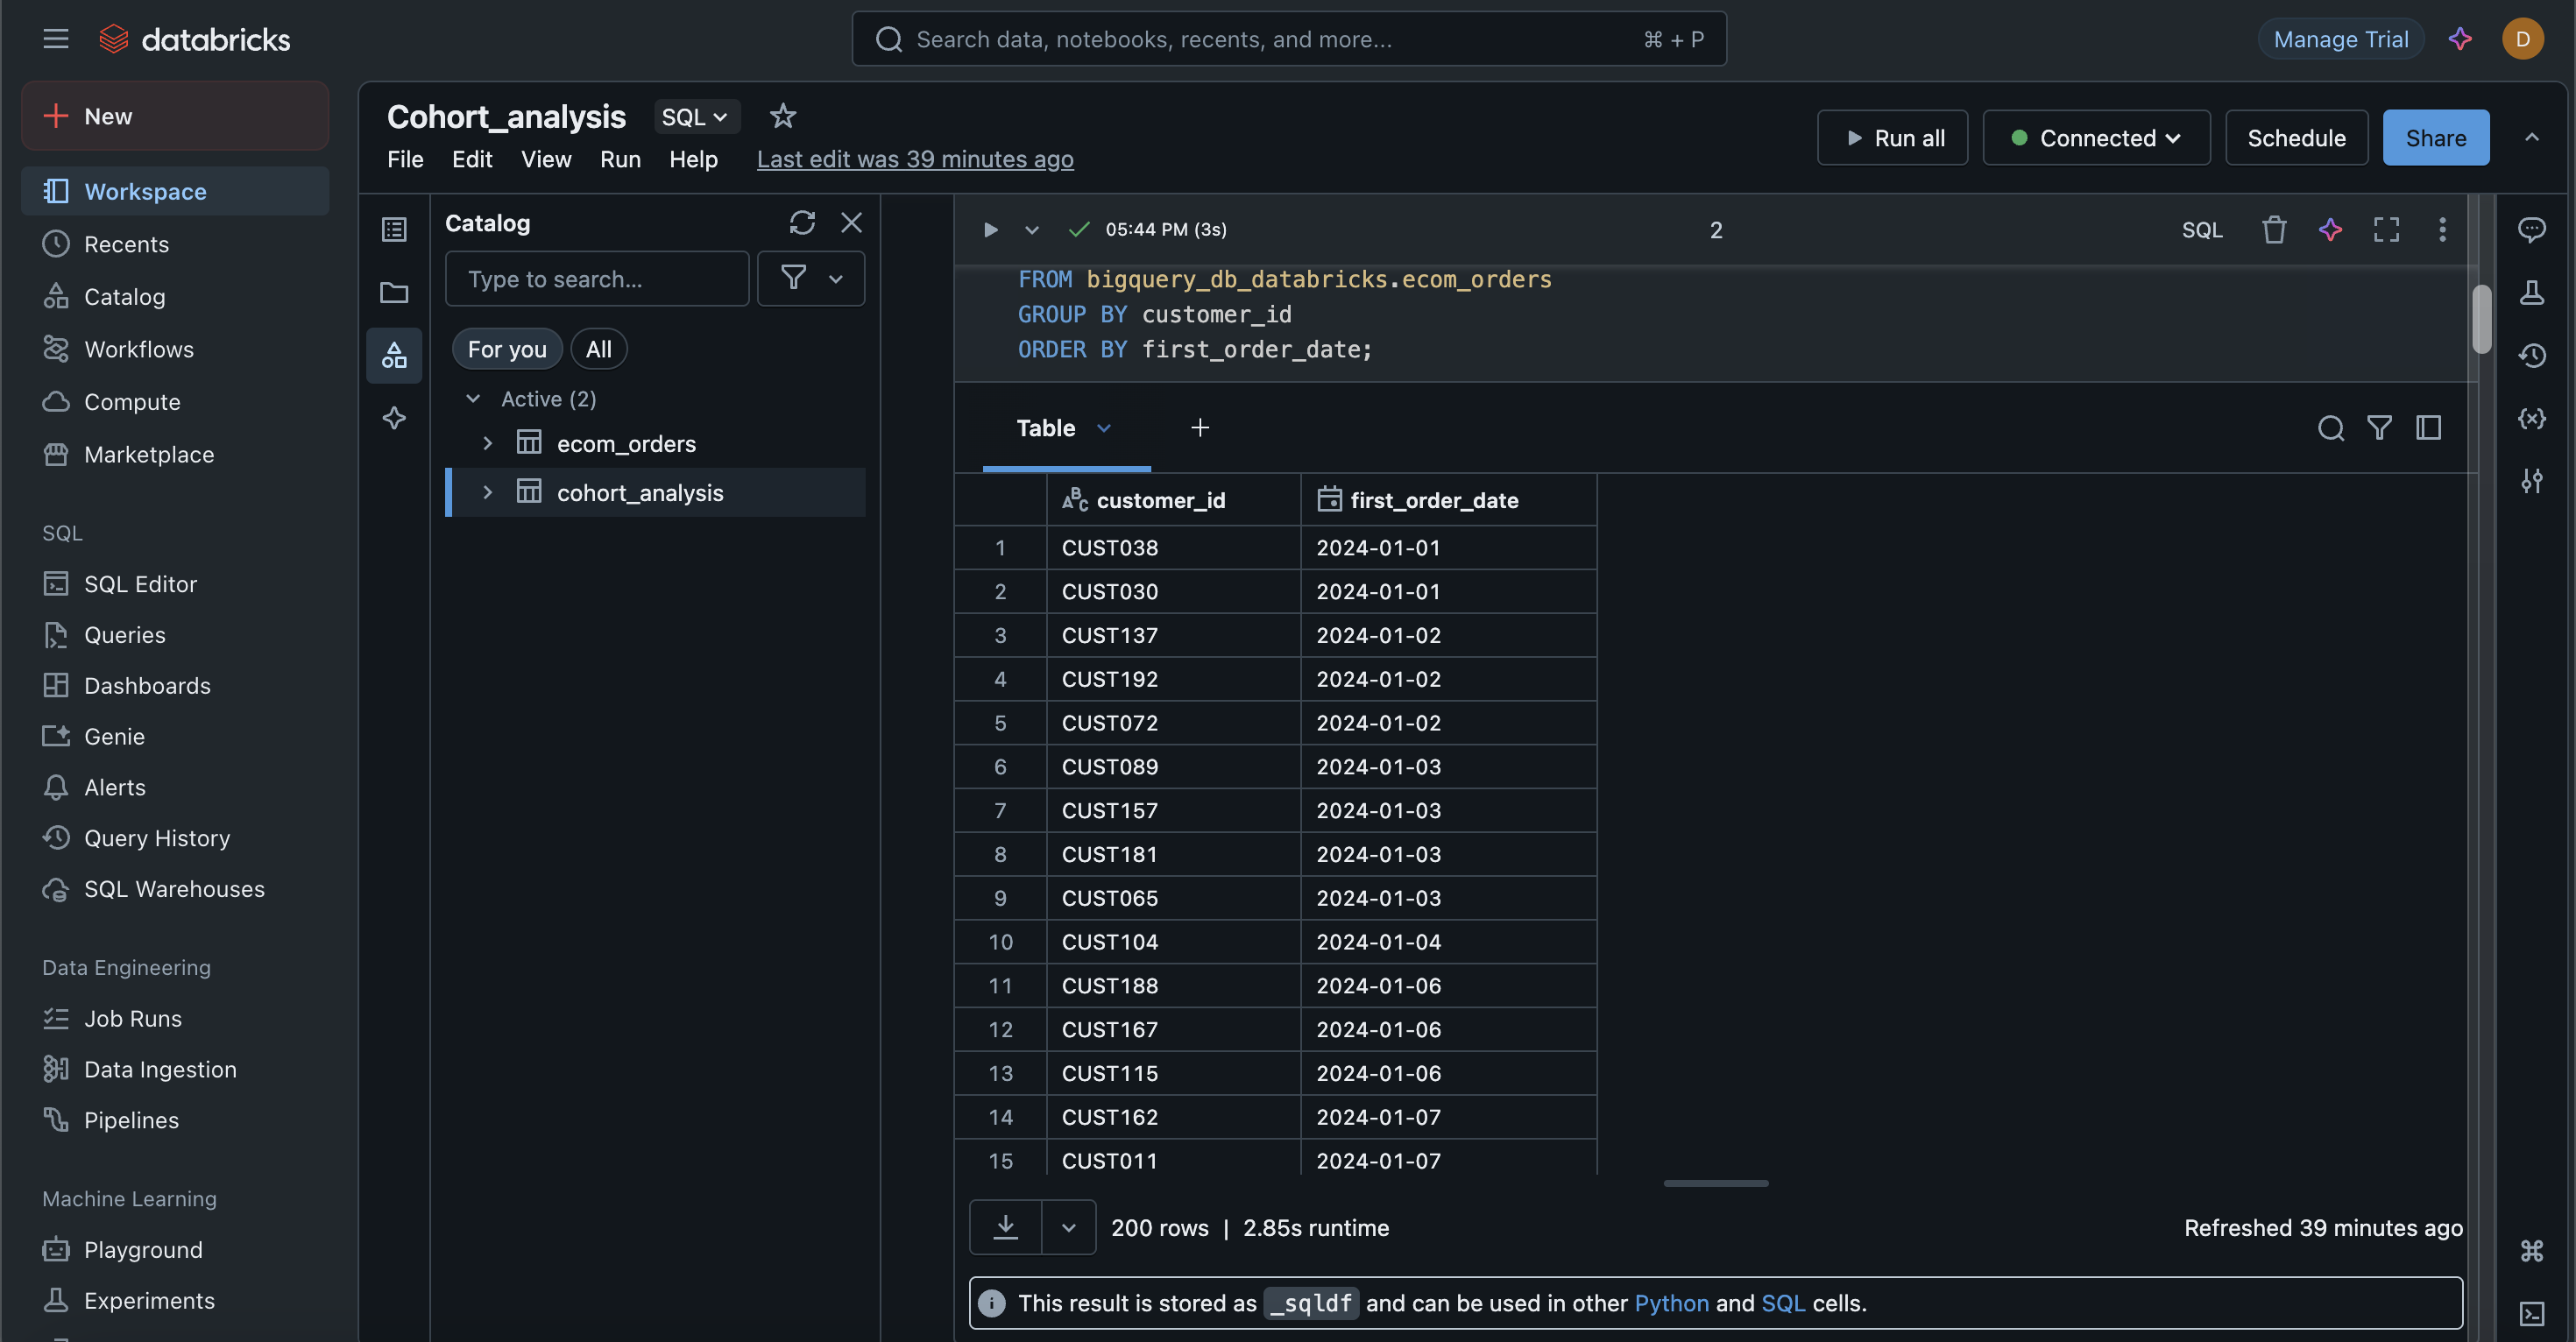 databricks
Search data, notebooks, recents, and more...
⌘ + P
Manage Trial
D
New
Workspace
Recents
Catalog
Workflows
Compute
Marketplace
SQL
SQL Editor
Queries
Dashboards
Genie
Alerts
Query History
SQL Warehouses
Data Engineering
Job Runs
Data Ingestion
Pipelines
Machine Learning
Playground
Experiments
Cohort_analysis
SQL
File Edit View Run Help Last edit was 39 minutes ago
Run all
Connected
Schedule
Share
Catalog
Type to search...
For you All
Active (2)
ecom_orders
cohort_analysis
05:44 PM (3s)
2
SQL
FROM bigquery_db_databricks.ecom_orders
GROUP BY customer_id
ORDER BY first_order_date;
Table +
customer_id first_order_date
1 CUST038 2024-01-01
2 CUST030 2024-01-01
3 CUST137 2024-01-02
4 CUST192 2024-01-02
5 CUST072 2024-01-02
6 CUST089 2024-01-03
7 CUST157 2024-01-03
8 CUST181 2024-01-03
9 CUST065 2024-01-03
10 CUST104 2024-01-04
11 CUST188 2024-01-06
12 CUST167 2024-01-06
13 CUST115 2024-01-06
14 CUST162 2024-01-07
15 CUST011 2024-01-07
200 rows | 2.85s runtime
Refreshed 39 minutes ago
This result is stored as _sqldf and can be used in other Python and SQL cells.